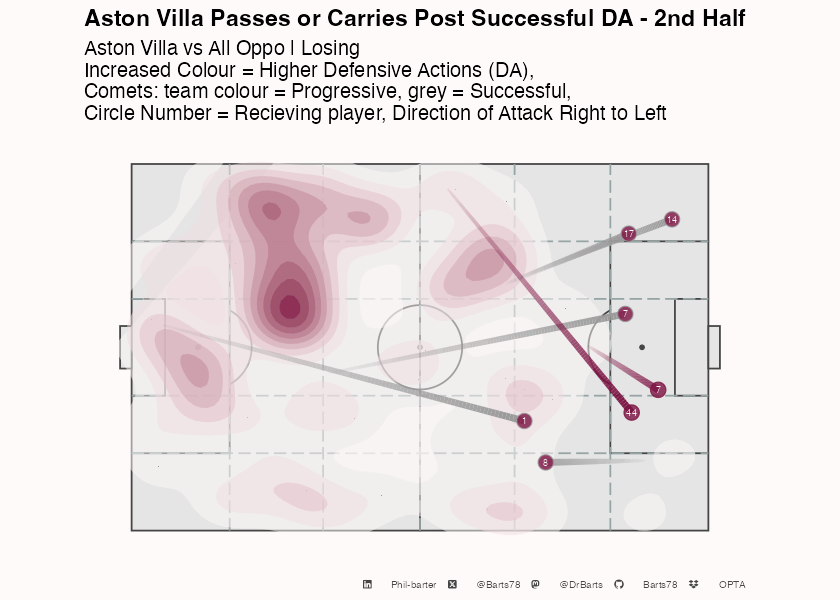 Aston Villa Passes or Carries Post Successful DA - 2nd Half
Aston Villa vs All Oppo | Losing
Increased Colour = Higher Defensive Actions (DA),
Comets: team colour = Progressive, grey = Successful,
Circle Number = Recieving player, Direction of Attack Right to Left
14
17
7
7
44
1
8
Phil-barter @Barts78 @DrBarts Barts78 OPTA